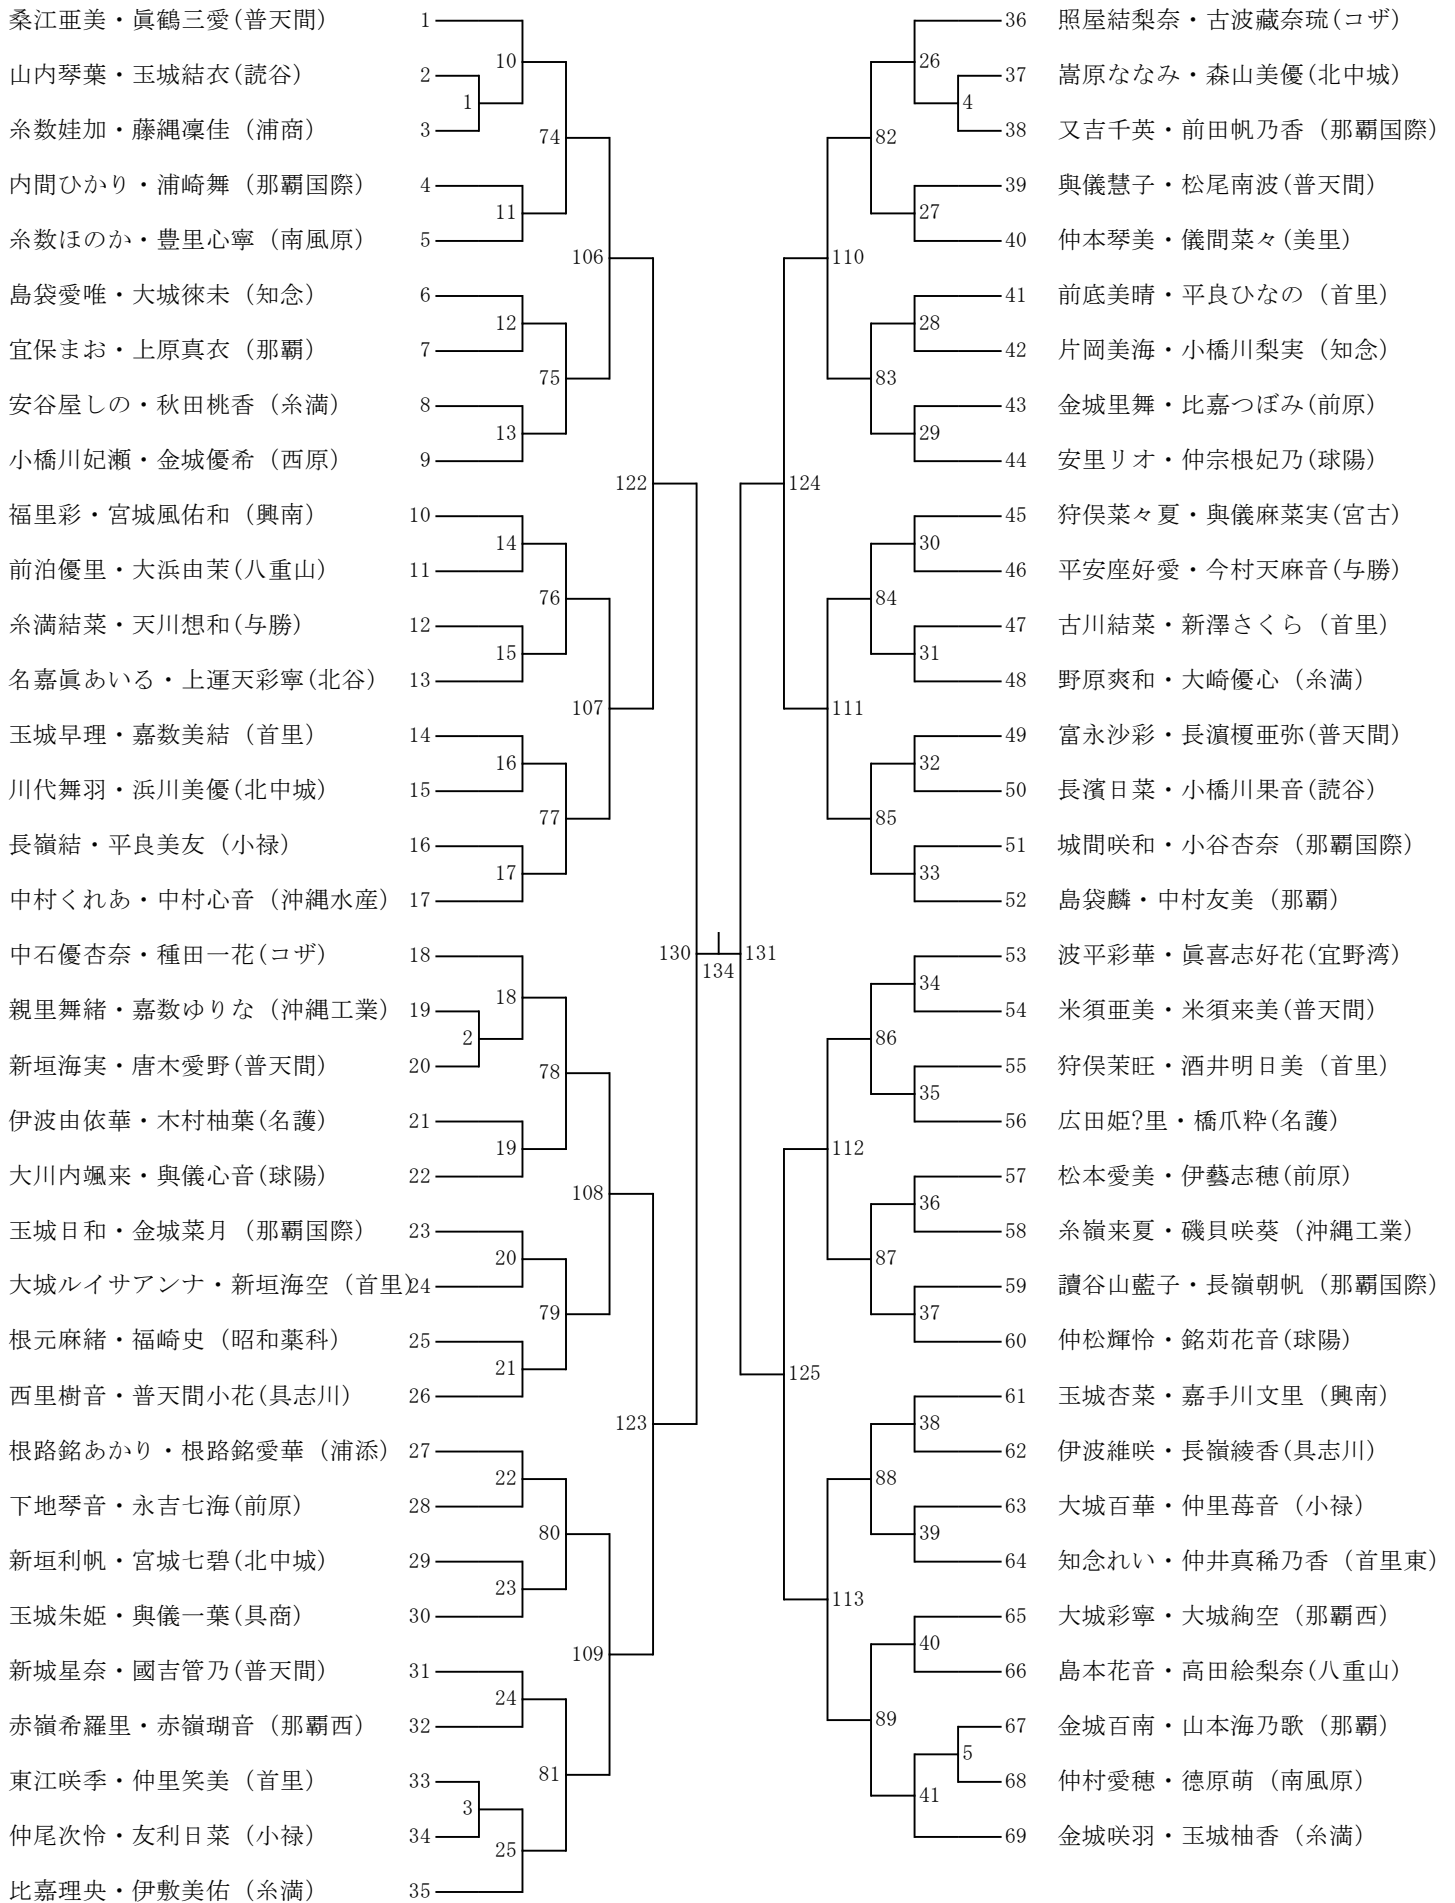 桑江亜美・眞鶴三愛(普天間) 1
山内琴葉・玉城結衣(読谷) 2
糸数娃加・藤縄凜佳 (浦商) 3
内間ひかり・浦崎舞 (那覇国際) 4
糸数ほのか・豊里心寧 (南風原) 5
島袋愛唯・大城徠未 (知念) 6
宜保まお・上原真衣 (那覇) 7
安谷屋しの・秋田桃香 (糸満) 8
小橋川妃瀬・金城優希 (西原) 9
福里彩・宮城風佑和 (興南) 10
前泊優里・大浜由茉(八重山) 11
糸満結菜・天川想和(与勝) 12
名嘉眞あいる・上運天彩寧(北谷) 13
玉城早理・嘉数美結 (首里) 14
川代舞羽・浜川美優(北中城) 15
長嶺結・平良美友 (小禄) 16
中村くれあ・中村心音 (沖縄水産) 17
中石優杏奈・種田一花(コザ) 18
親里舞緒・嘉数ゆりな (沖縄工業) 19
新垣海実・唐木愛野(普天間) 20
伊波由依華・木村柚葉(名護) 21
大川内颯来・與儀心音(球陽) 22
玉城日和・金城菜月 (那覇国際) 23
大城ルイサアンナ・新垣海空 (首里) 24
根元麻緒・福崎史 (昭和薬科) 25
西里樹音・普天間小花(具志川) 26
根路銘あかり・根路銘愛華 (浦添) 27
下地琴音・永吉七海(前原) 28
新垣利帆・宮城七碧(北中城) 29
玉城朱姫・與儀一葉(具商) 30
新城星奈・國吉管乃(普天間) 31
赤嶺希羅里・赤嶺瑚音 (那覇西) 32
東江咲季・仲里笑美 (首里) 33
仲尾次怜・友利日菜 (小禄) 34
比嘉理央・伊敷美佑 (糸満) 35
1
10
11
74
12
13
75
106
14
15
76
16
17
77
107
122
2
18
19
78
20
21
79
108
22
23
80
24
3
25
81
109
123
130
134
131
26
4
82
27
110
28
83
29
124
30
84
31
111
32
85
33
34
86
35
112
36
87
37
125
38
88
39
113
40
89
5
41
36 照屋結梨奈・古波藏奈琉(コザ)
37 嵩原ななみ・森山美優(北中城)
38 又吉千英・前田帆乃香 (那覇国際)
39 與儀慧子・松尾南波(普天間)
40 仲本琴美・儀間菜々(美里)
41 前底美晴・平良ひなの (首里)
42 片岡美海・小橋川梨実 (知念)
43 金城里舞・比嘉つぼみ(前原)
44 安里リオ・仲宗根妃乃(球陽)
45 狩俣菜々夏・與儀麻菜実(宮古)
46 平安座好愛・今村天麻音(与勝)
47 古川結菜・新澤さくら (首里)
48 野原爽和・大崎優心 (糸満)
49 富永沙彩・長濵榎亜弥(普天間)
50 長濱日菜・小橋川果音(読谷)
51 城間咲和・小谷杏奈 (那覇国際)
52 島袋麟・中村友美 (那覇)
53 波平彩華・眞喜志好花(宜野湾)
54 米須亜美・米須来美(普天間)
55 狩俣茉旺・酒井明日美 (首里)
56 広田姫?里・橋爪粋(名護)
57 松本愛美・伊藝志穂(前原)
58 糸嶺来夏・磯貝咲葵 (沖縄工業)
59 讀谷山藍子・長嶺朝帆 (那覇国際)
60 仲松輝怜・銘苅花音(球陽)
61 玉城杏菜・嘉手川文里 (興南)
62 伊波維咲・長嶺綾香(具志川)
63 大城百華・仲里苺音 (小禄)
64 知念れい・仲井真稀乃香 (首里東)
65 大城彩寧・大城絢空 (那覇西)
66 島本花音・高田絵梨奈(八重山)
67 金城百南・山本海乃歌 (那覇)
68 仲村愛穂・德原萌 (南風原)
69 金城咲羽・玉城柚香 (糸満)